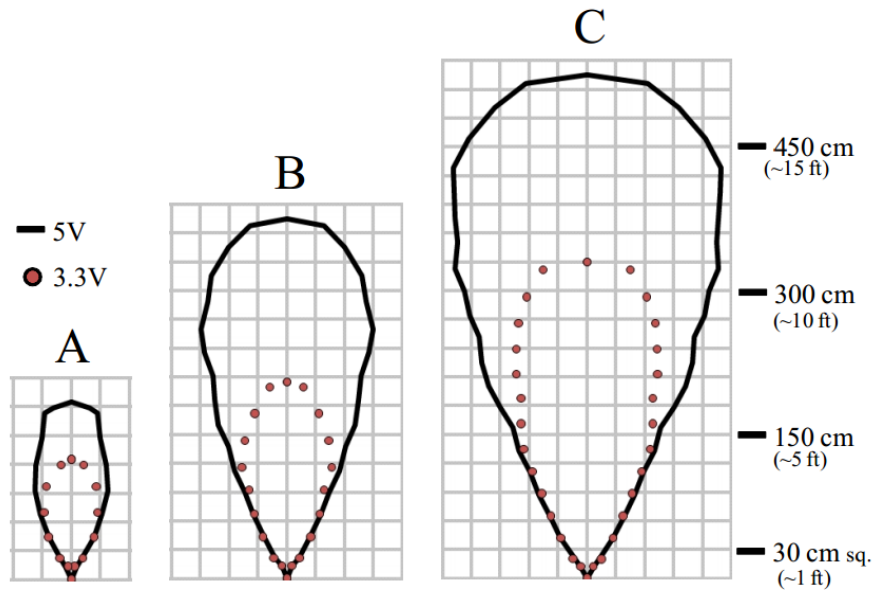 C
450 cm
(~15 ft)
B
5V
3.3V
300 cm
(~10 ft)
A
150 cm
(~5 ft)
30 cm sq.
(~1 ft)